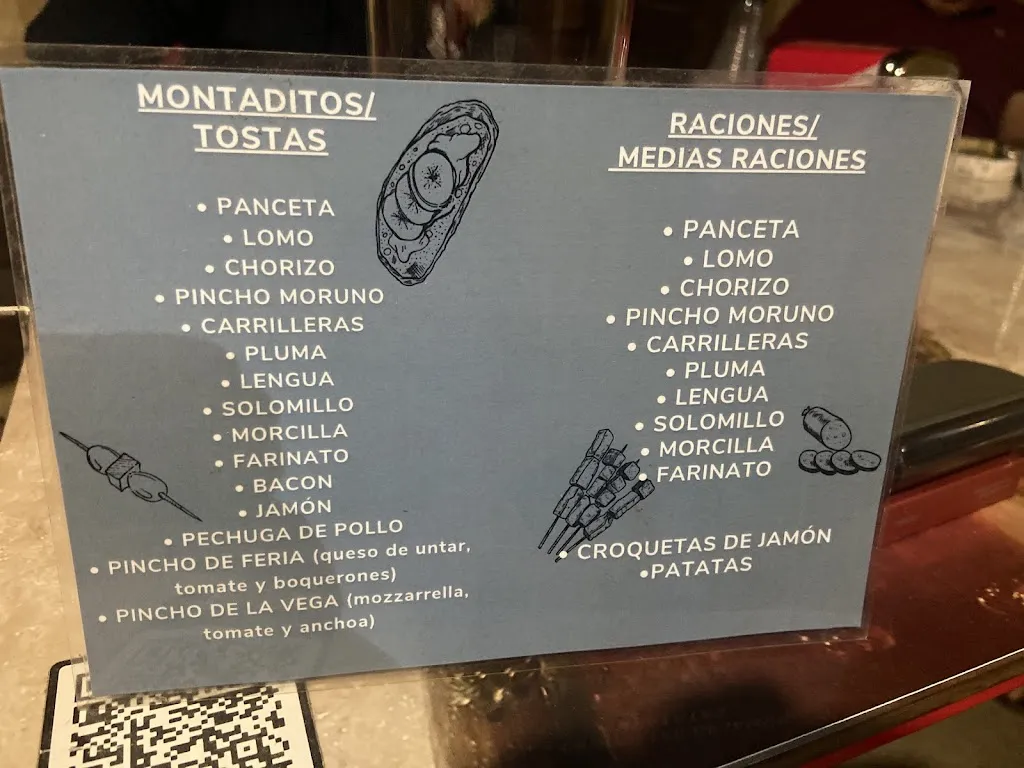 MONTADITOS/
TOSTAS
• PANCETA
• LOMO
• CHORIZO
• PINCHO MORUNO
• CARRILLERAS
• PLUMA
• LENGUA
• SOLOMILLO
• MORCILLA
• FARINATO
• BACON
• JAMÓN
• PECHUGA DE POLLO
• PINCHO DE FERIA (queso de untar,
tomate y boquerones)
• PINCHO DE LA VEGA (mozzarrella,
tomate y anchoa)
RACIONES/
MEDIAS RACIONES
• PANCETA
• LOMO
• CHORIZO
• PINCHO MORUNO
• CARRILLERAS
• PLUMA
• LENGUA
• SOLOMILLO
• MORCILLA
• FARINATO
• CROQUETAS DE JAMÓN
•PATATAS